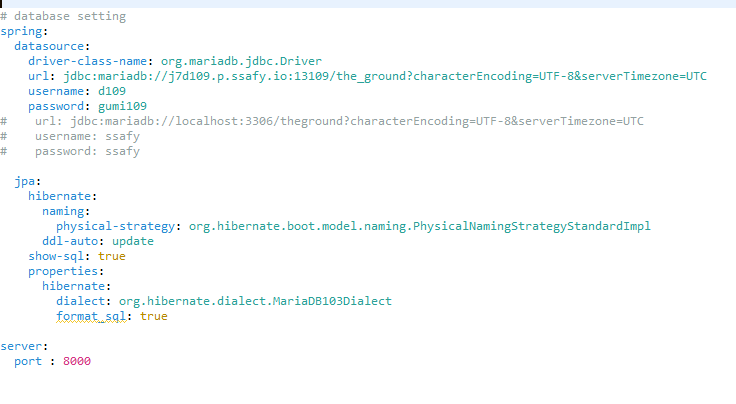 # database setting
spring:
  datasource:
    driver-class-name: org.mariadb.jdbc.Driver
    url: jdbc:mariadb://j7d109.p.ssafy.io:13109/the_ground?characterEncoding=UTF-8&serverTimezone=UTC
    username: d109
    password: gumi109
#    url: jdbc:mariadb://localhost:3306/theground?characterEncoding=UTF-8&serverTimezone=UTC
#    username: ssafy
#    password: ssafy
  jpa:
    hibernate:
      naming:
        physical-strategy: org.hibernate.boot.model.naming.PhysicalNamingStrategyStandardImpl
      ddl-auto: update
    show-sql: true
    properties:
      hibernate:
        dialect: org.hibernate.dialect.MariaDB103Dialect
        format_sql: true
server:
  port : 8000